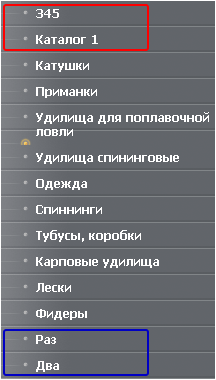 345
Каталог 1
Катушки
Приманки
Удилища для поплавочной
ловли
Удилища спининговые
Одежда
Спиннинги
Тубусы, коробки
Карповые удилища
Лески
Фидеры
Раз
Два